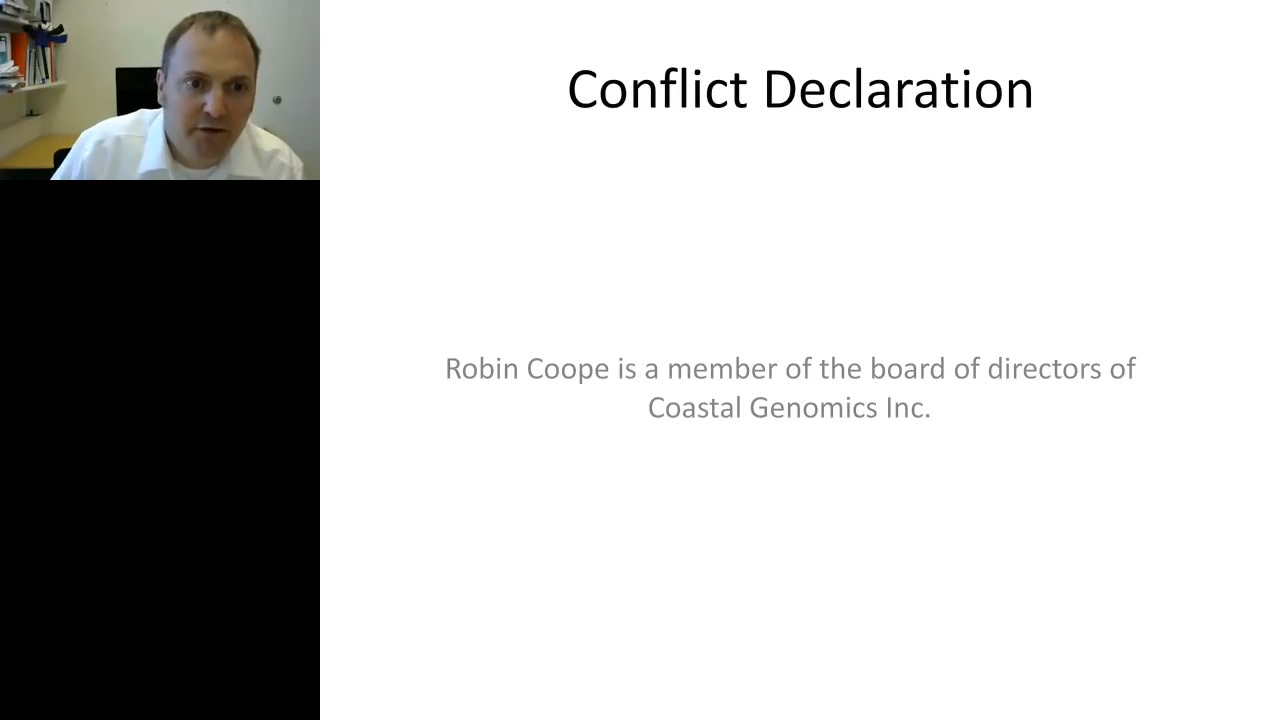 Conflict Declaration
Robin Coope is a member of the board of directors of
Coastal Genomics Inc.